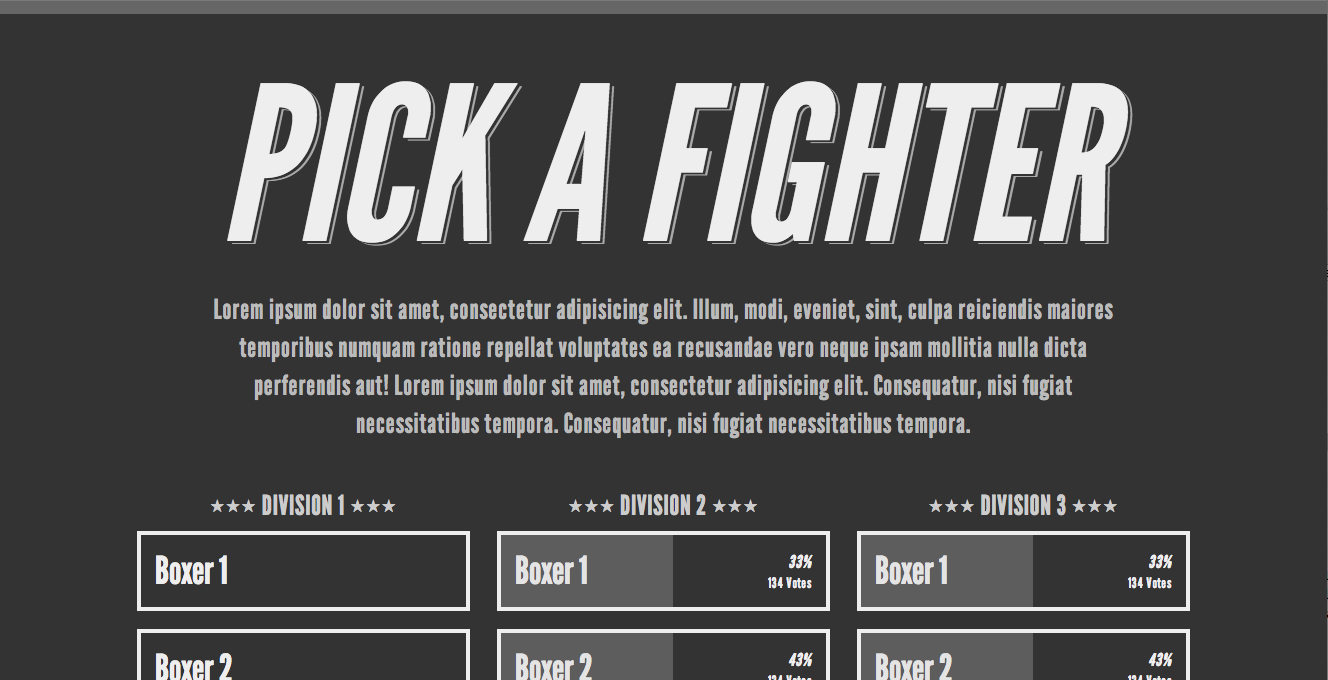 PICK A FIGHTER
Lorem ipsum dolor sit amet, consectetur adipisicing elit. Illum, modi, eveniet, sint, culpa reiciendis maiores
temporibus numquam ratione repellat voluptates ea recusandae vero neque ipsam mollitia nulla dicta
perferendis aut! Lorem ipsum dolor sit amet, consectetur adipisicing elit. Consequatur, nisi fugiat
necessitatibus tempora. Consequatur, nisi fugiat necessitatibus tempora.
★★★ DIVISION 1 ★★★
Boxer 1
Boxer 2
★★★ DIVISION 2 ★★★
Boxer 1
33%
134 Votes
Boxer 2
43%
134 Votes
★★★ DIVISION 3 ★★★
Boxer 1
33%
134 Votes
Boxer 2
43%
134 Votes